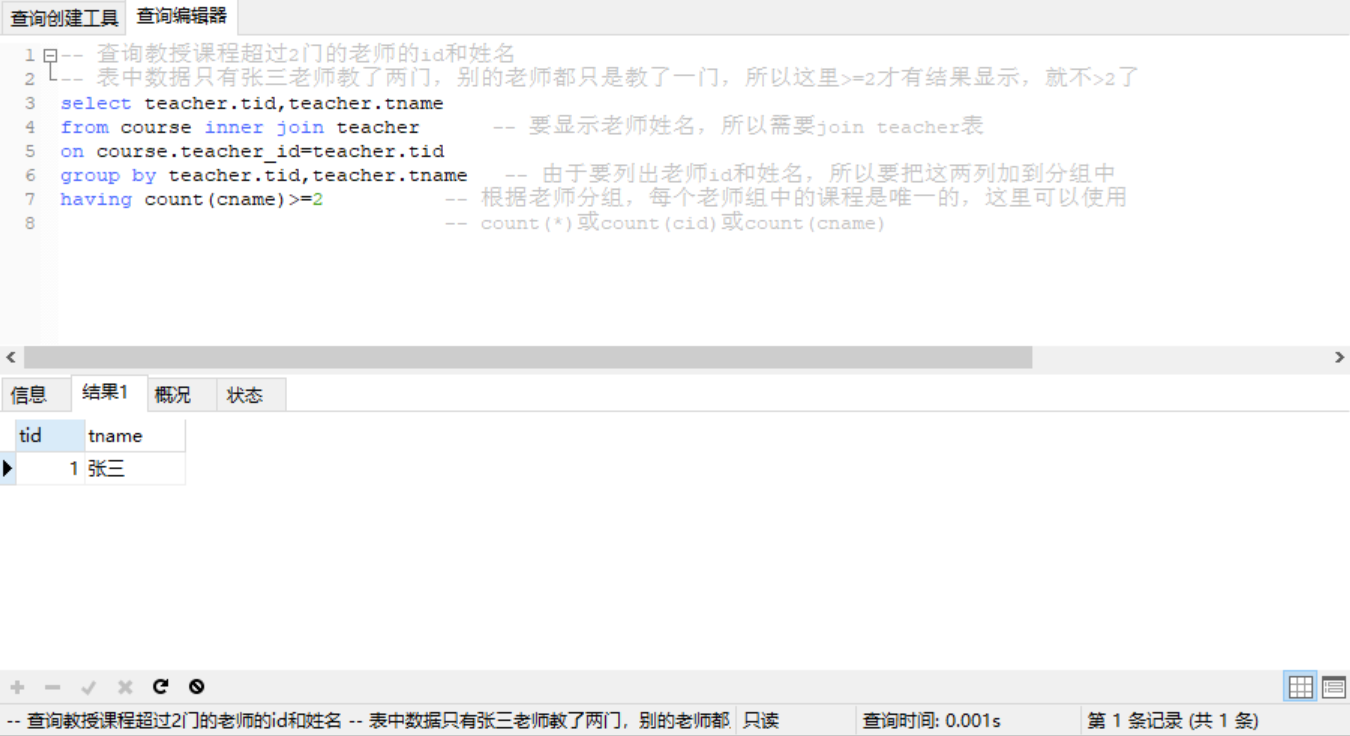 查询创建工具 查询编辑器
1 -- 查询教授课程超过2门的老师的id和姓名
2 -- 表中数据只有张三老师教了两门，别的老师都只是教了一门，所以这里>=2才有结果显示，就不>2了
3 select teacher.tid,teacher.tname
4 from course inner join teacher -- 要显示老师姓名，所以需要join teacher表
5 on course.teacher_id=teacher.tid
6 group by teacher.tid,teacher.tname -- 由于要列出老师id和姓名，所以要把这两列加到分组中
7 having count(cname)>=2 -- 根据老师分组，每个老师组中的课程是唯一的，这里可以使用
8 -- count(*)或count(cid)或count(cname)
信息 结果1 概况 状态
tid tname
1 张三
-- 查询教授课程超过2门的老师的id和姓名 -- 表中数据只有张三老师教了两门，别的老师都 只读 查询时间: 0.001s 第 1 条记录 (共 1 条)